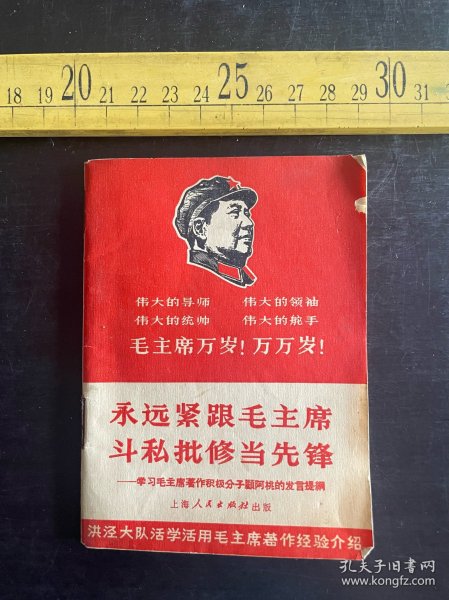 18 19 20 21 22 23 24 25 26 27 28 29 30 31
伟大的导师 伟大的领袖
伟大的统帅 伟大的舵手
毛主席万岁！万万岁！
永远紧跟毛主席
斗私批修当先锋
——学习毛主席著作积极分子顾阿桃的发言提纲
上海人民出版社出版
洪泾大队活学活用毛主席著作经验介绍
孔夫子旧书网
www.kongfz.com